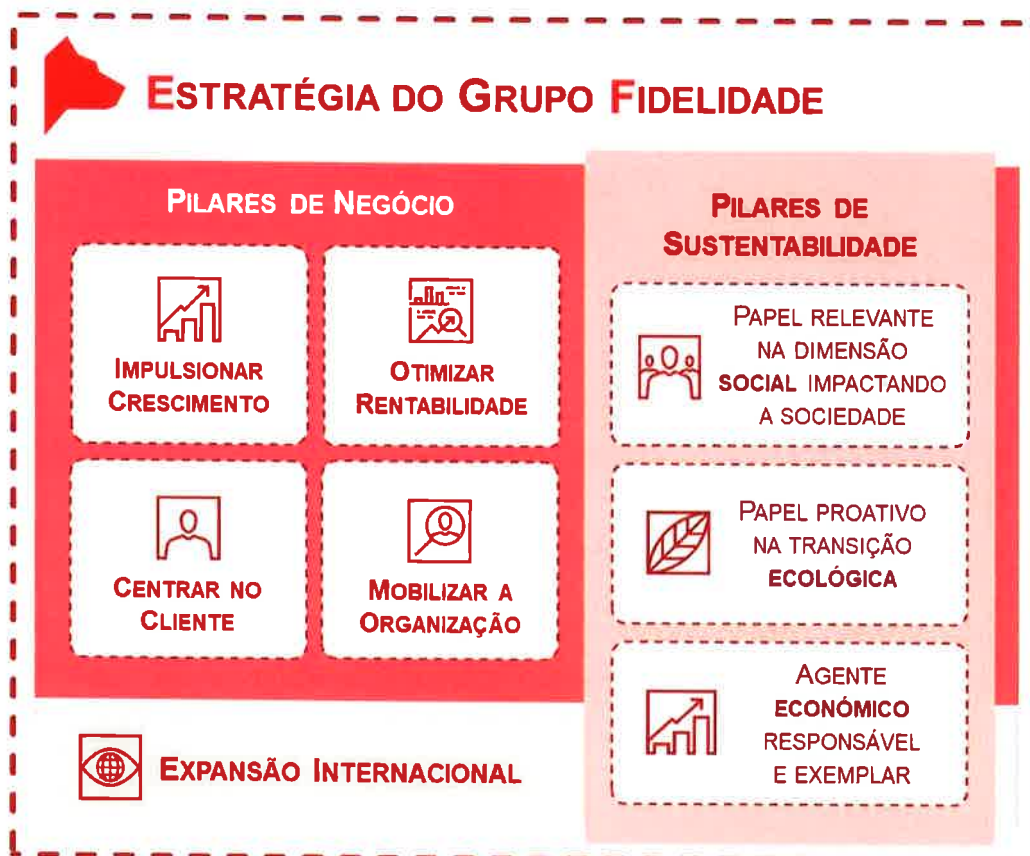 ESTRATÉGIA DO GRUPO FIDELIDADE
PILARES DE NEGÓCIO
IMPULSIONAR
CRESCIMENTO
OTIMIZAR
RENTABILIDADE
CENTRAR NO
CLIENTE
MOBILIZAR A
ORGANIZAÇÃO
EXPANSÃO INTERNACIONAL
PILARES DE
SUSTENTABILIDADE
PAPEL RELEVANTE
NA DIMENSÃO
SOCIAL IMPACTANDO
A SOCIEDADE
PAPEL PROATIVO
NA TRANSIÇÃO
ECOLÓGICA
AGENTE
ECONÓMICO
RESPONSÁVEL
E EXEMPLAR